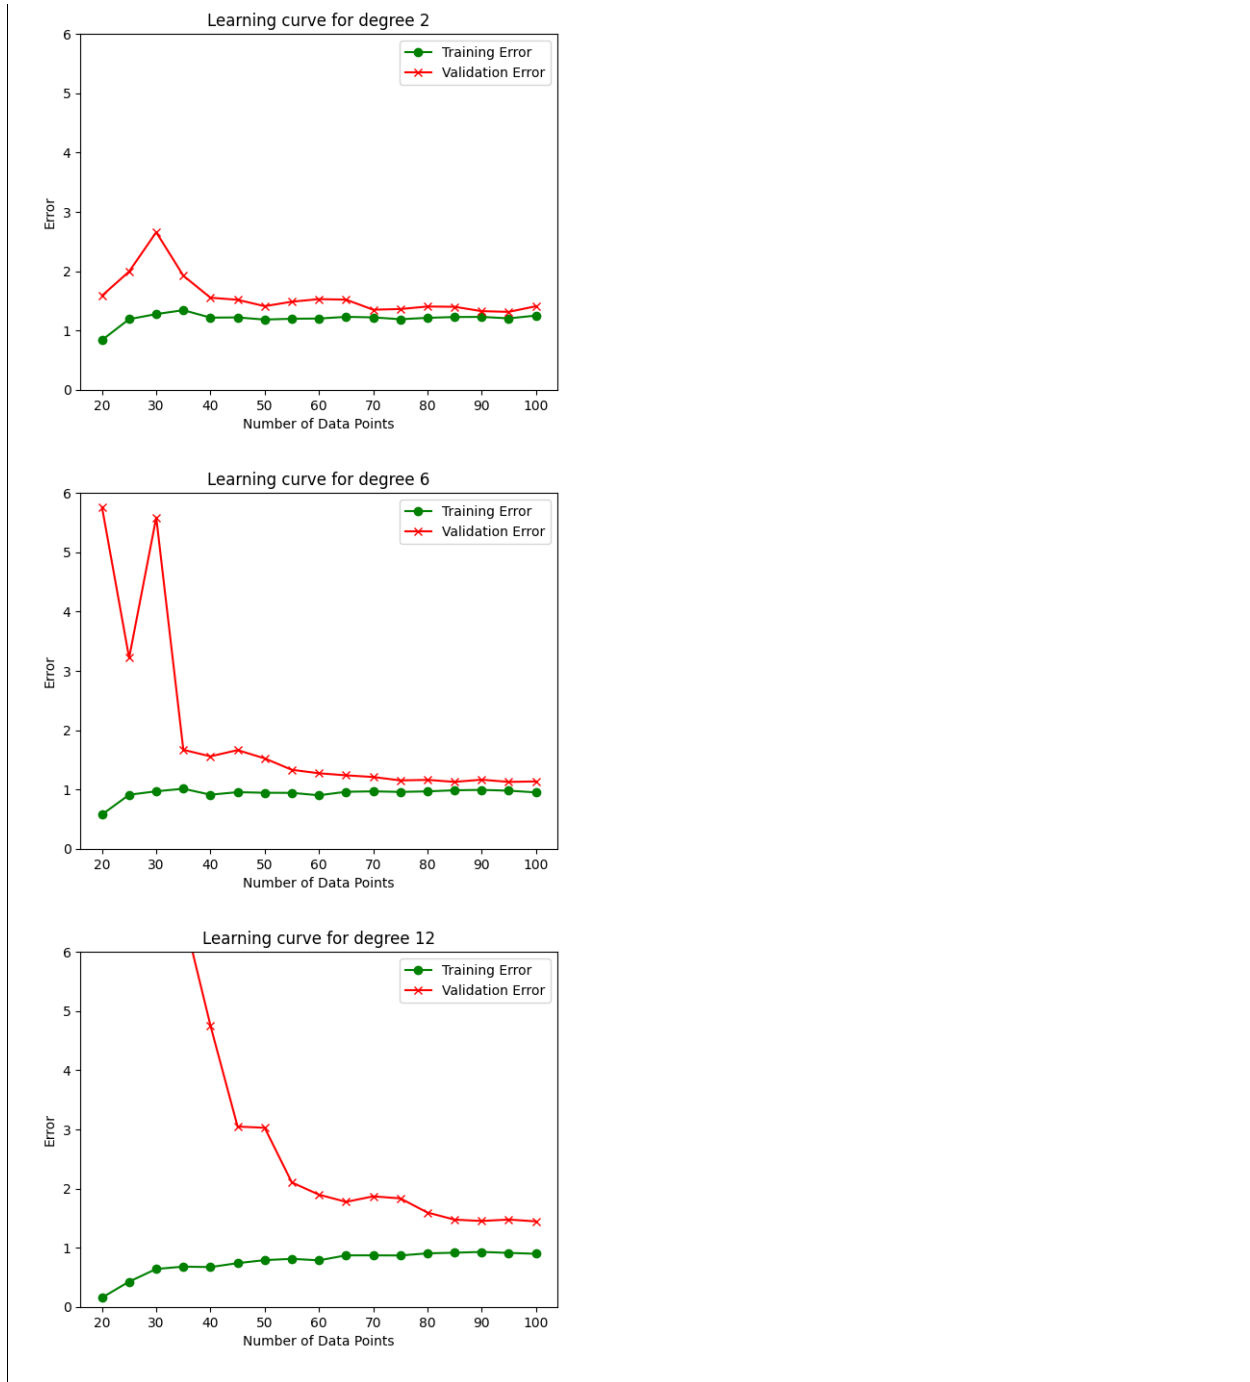 Learning curve for degree 2
6
Training Error
Validation Error
5
4
3
2
1
0
Error
20 30 40 50 60 70 80 90 100
Number of Data Points
Learning curve for degree 6
6
Training Error
Validation Error
5
4
3
2
1
0
Error
20 30 40 50 60 70 80 90 100
Number of Data Points
Learning curve for degree 12
6
Training Error
Validation Error
5
4
3
2
1
0
Error
20 30 40 50 60 70 80 90 100
Number of Data Points